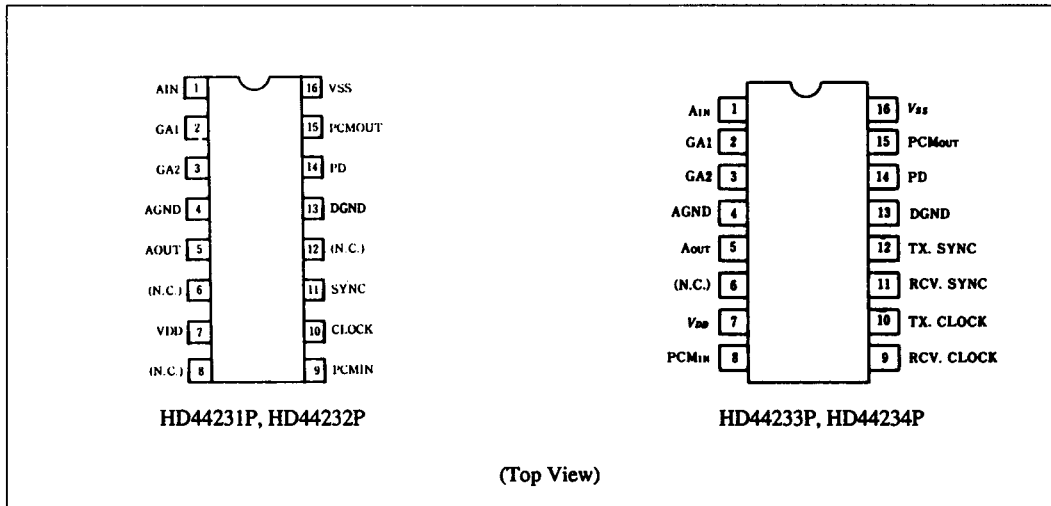 AIN 1 16 VSS
GA1 2 15 PCMOUT
GA2 3 14 PD
AGND 4 13 DGND
AOUT 5 12 (N.C.)
(N.C.) 6 11 SYNC
VDD 7 10 CLOCK
(N.C.) 8 9 PCMIN
HD44231P, HD44232P
AIN 1 16 VSS
GA1 2 15 PCMOUT
GA2 3 14 PD
AGND 4 13 DGND
AOUT 5 12 TX. SYNC
(N.C.) 6 11 RCV. SYNC
VDD 7 10 TX. CLOCK
PCMIN 8 9 RCV. CLOCK
HD44233P, HD44234P
(Top View)